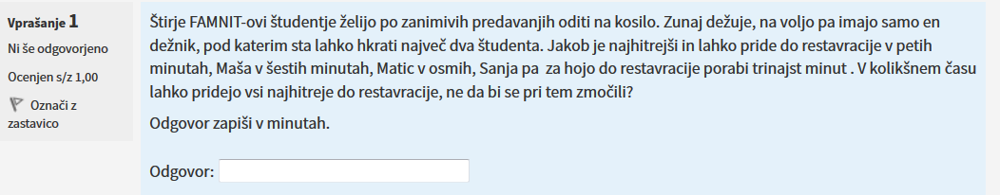 Vprašanje 1
Ni še odgovorjeno
Ocenjen s/z 1,00
Označi z
zastavico
Štirje FAMNIT-ovi študentje želijo po zanimivih predavanjih oditi na kosilo. Zunaj dežuje, na voljo pa imajo samo en
dežnik, pod katerim sta lahko hkrati največ dva študenta. Jakob je najhitrejši in lahko pride do restavracije v petih
minutah, Maša v šestih minutah, Matic v osmih, Sanja pa za hojo do restavracije porabi trinajst minut . V kolikšnem času
lahko pridejo vsi najhitreje do restavracije, ne da bi se pri tem zmočili?
Odgovor zapiši v minutah.
Odgovor: